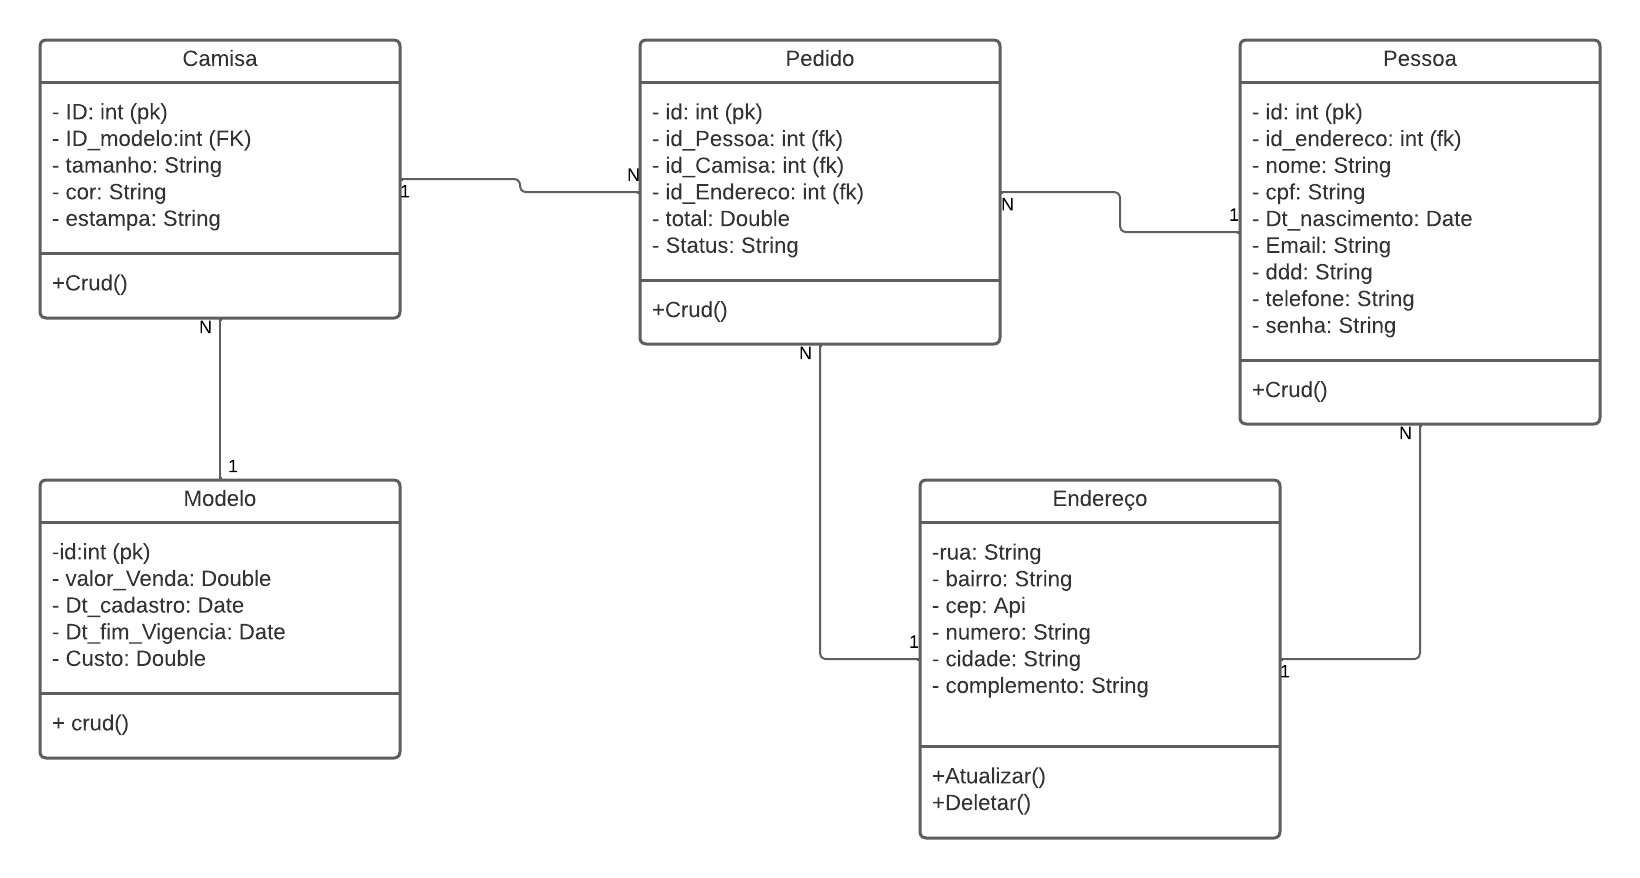 Camisa
- ID: int (pk)
- ID_modelo:int (FK)
- tamanho: String
- cor: String
- estampa: String
+Crud()
1
N
Pedido
- id: int (pk)
- id_Pessoa: int (fk)
- id_Camisa: int (fk)
- id_Endereco: int (fk)
- total: Double
- Status: String
+Crud()
N
N
N
Pessoa
- id: int (pk)
- id_endereco: int (fk)
- nome: String
- cpf: String
- Dt_nascimento: Date
- Email: String
- ddd: String
- telefone: String
- senha: String
+Crud()
1
N
1
Modelo
-id:int (pk)
- valor_Venda: Double
- Dt_cadastro: Date
- Dt_fim_Vigencia: Date
- Custo: Double
+ crud()
Endereço
-rua: String
- bairro: String
- cep: Api
- numero: String
- cidade: String
- complemento: String
+Atualizar()
+Deletar()
1
1